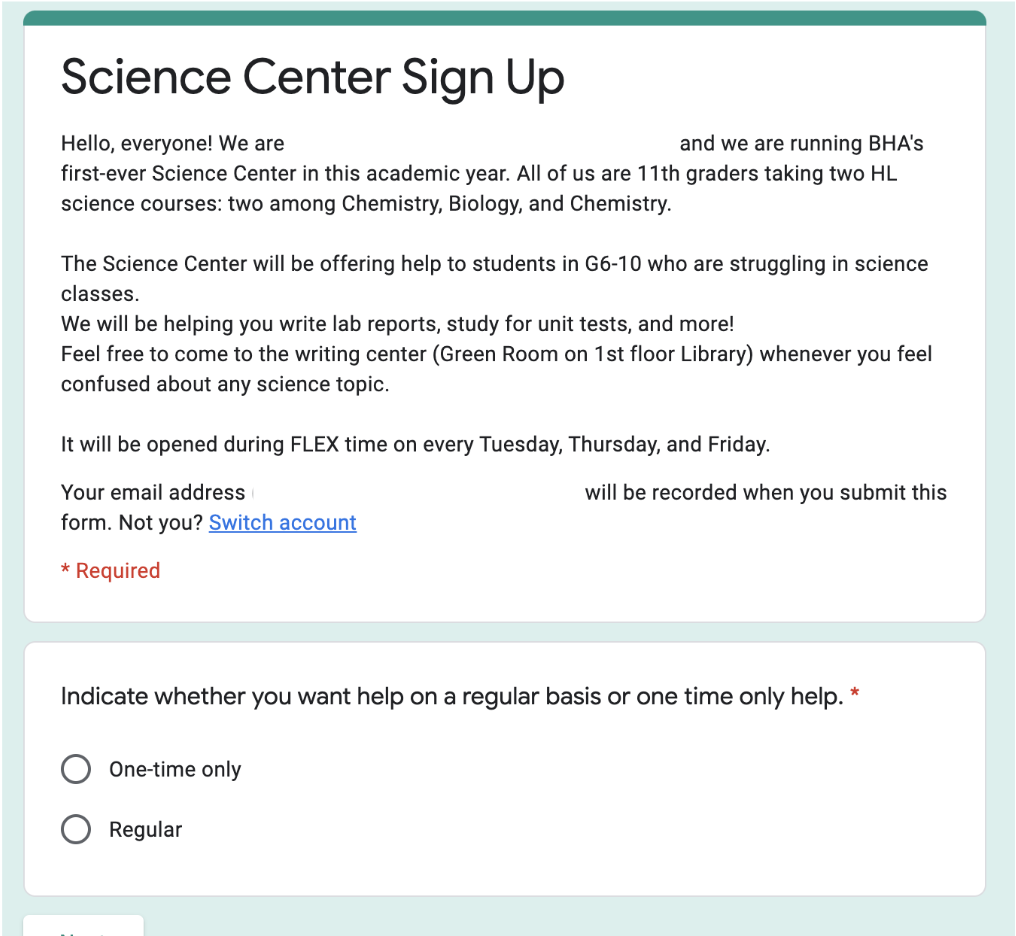 Science Center Sign Up
Hello, everyone! We are and we are running BHA's
first-ever Science Center in this academic year. All of us are 11th graders taking two HL
science courses: two among Chemistry, Biology, and Chemistry.
The Science Center will be offering help to students in G6-10 who are struggling in science
classes.
We will be helping you write lab reports, study for unit tests, and more!
Feel free to come to the writing center (Green Room on 1st floor Library) whenever you feel
confused about any science topic.
It will be opened during FLEX time on every Tuesday, Thursday, and Friday.
Your email address will be recorded when you submit this
form. Not you? Switch account
* Required
Indicate whether you want help on a regular basis or one time only help. *
One-time only
Regular